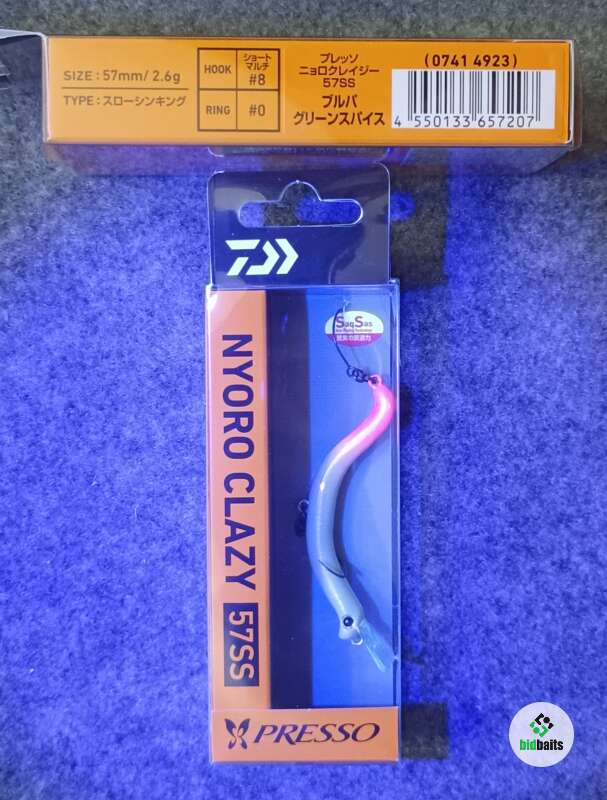 SIZE : 57mm/ 2.6g
TYPE : スローシンキング
HOOK
ショート
マルチ
#8
RING
#0
プレッソ
ニョロクレイジー
57SS
ブルパ
グリーンスパイス
(0741 4923)
4 550133 657207
SaqSas
NYORO CLAZY 57SS
PRESSO
bidbaits